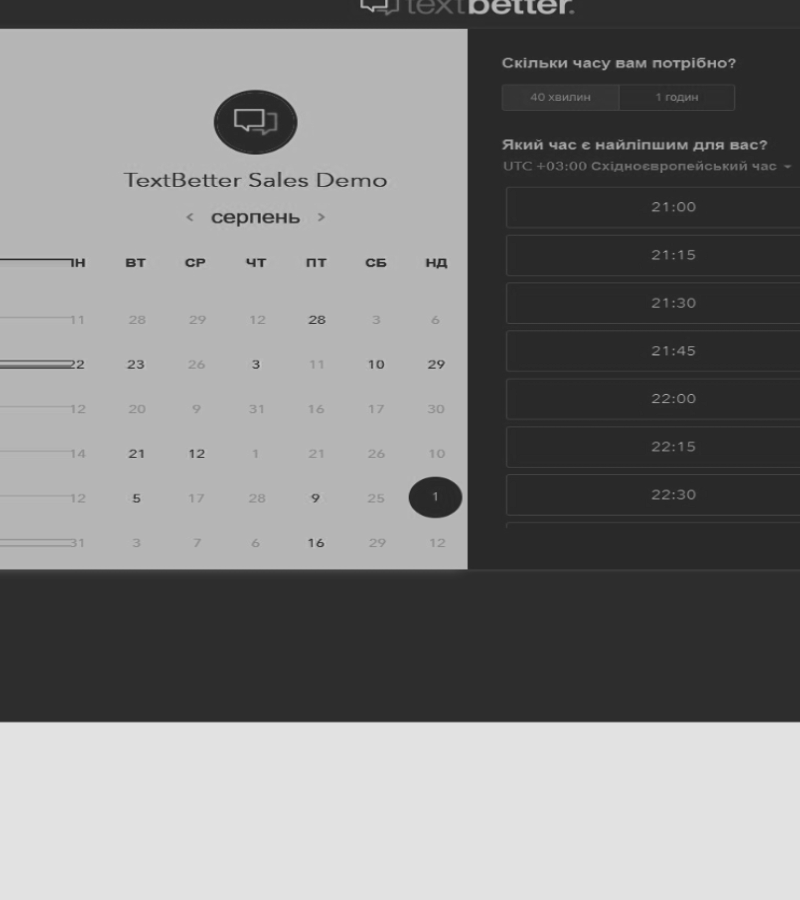 textbetter.
TextBetter Sales Demo
< серпень >
ПН ВТ СР ЧТ ПТ СБ НД
11 28 29 12 28 3 6
22 23 26 3 11 10 29
12 20 9 31 16 17 30
14 21 12 1 21 26 10
12 5 17 28 9 25 1
31 3 7 6 16 29 12
Скільки часу вам потрібно?
40 хвилин 1 годин
Який час є найліпшим для вас?
UTC +03:00 Східноєвропейський час
21:00
21:15
21:30
21:45
22:00
22:15
22:30